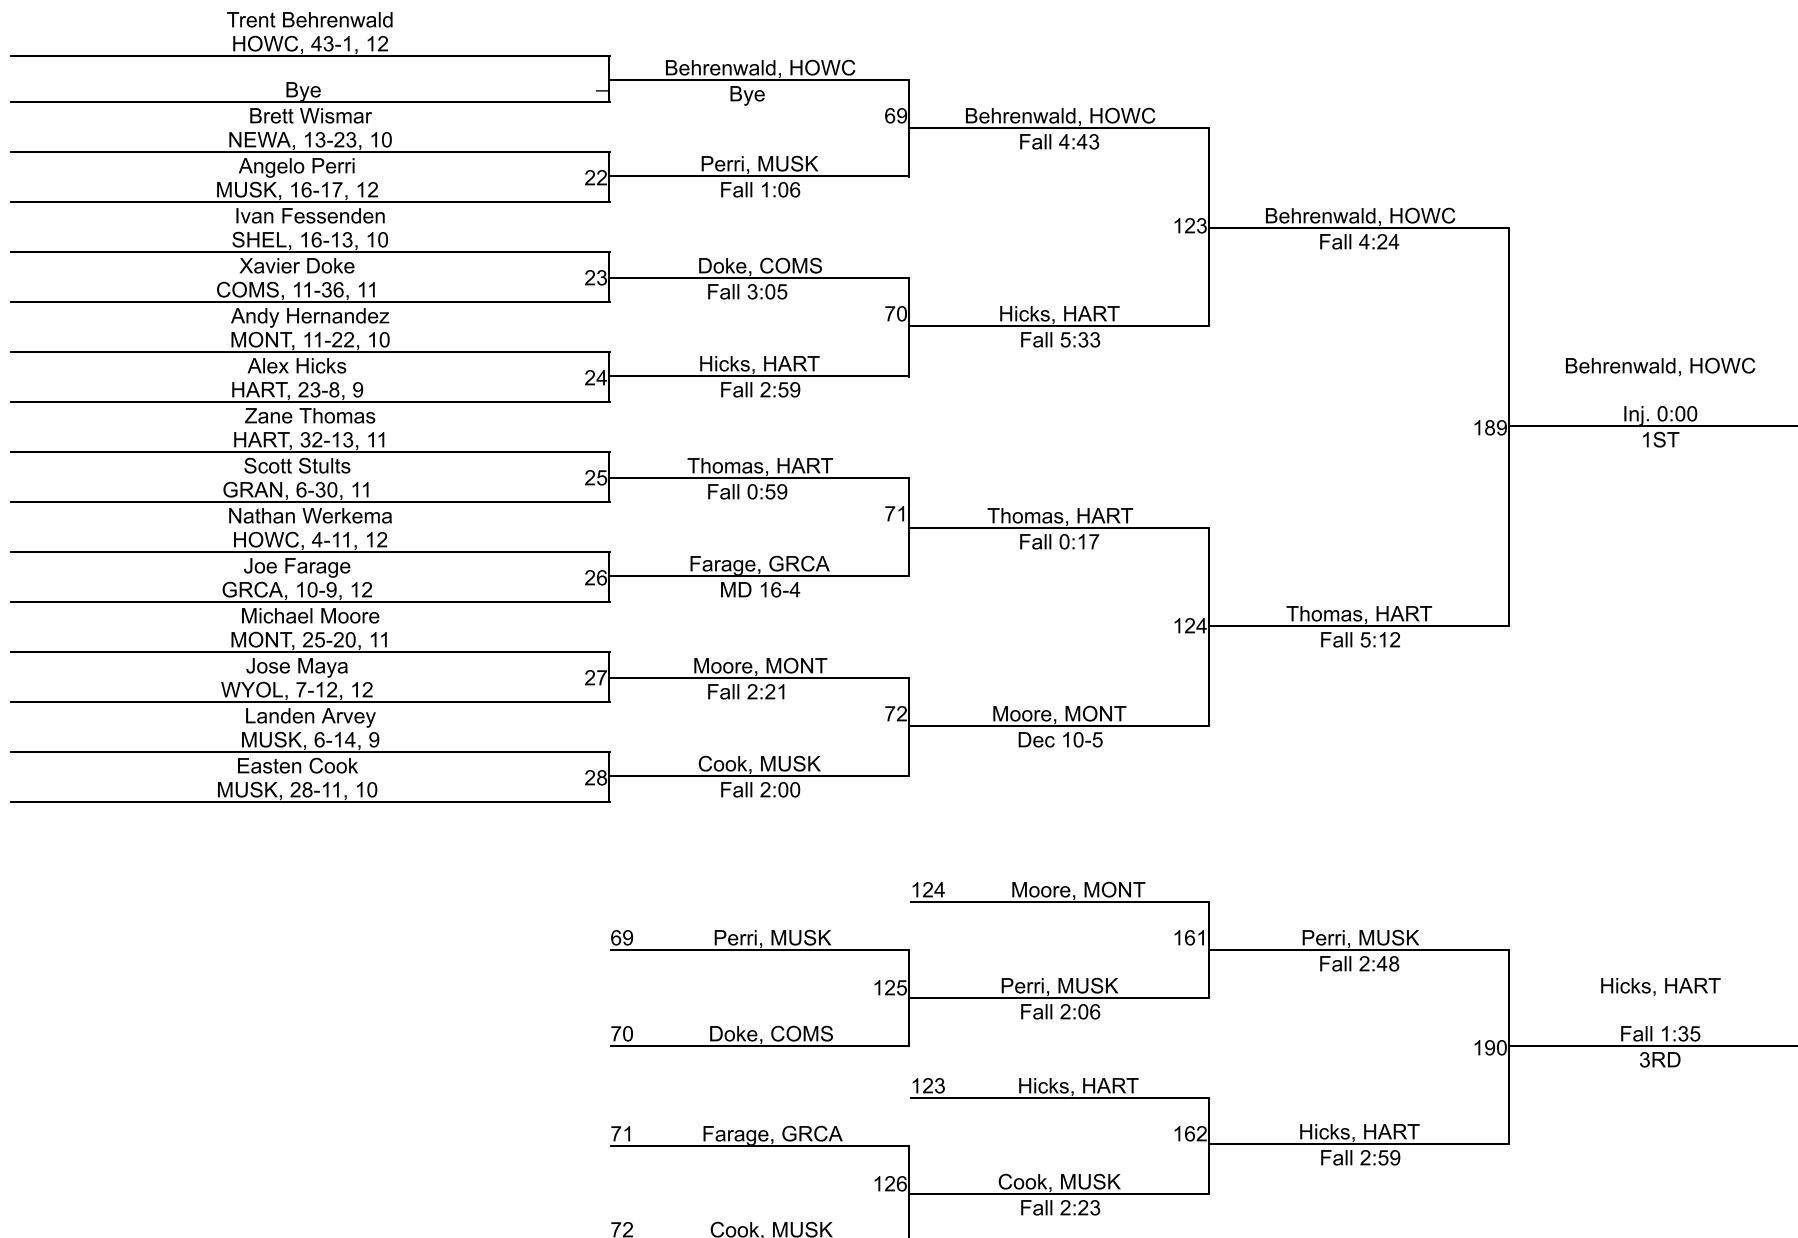 Trent Behrenwald
HOWC, 43-1, 12
Bye
Brett Wismar
NEWA, 13-23, 10
Angelo Perri
MUSK, 16-17, 12
Ivan Fessenden
SHEL, 16-13, 10
Xavier Doke
COMS, 11-36, 11
Andy Hernandez
MONT, 11-22, 10
Alex Hicks
HART, 23-8, 9
Zane Thomas
HART, 32-13, 11
Scott Stults
GRAN, 6-30, 11
Nathan Werkema
HOWC, 4-11, 12
Joe Farage
GRCA, 10-9, 12
Michael Moore
MONT, 25-20, 11
Jose Maya
WYOL, 7-12, 12
Landen Arvey
MUSK, 6-14, 9
Easten Cook
MUSK, 28-11, 10
22
23
24
25
26
27
28
Behrenwald, HOWC
Bye
Perri, MUSK
Fall 1:06
Doke, COMS
Fall 3:05
Hicks, HART
Fall 2:59
Thomas, HART
Fall 0:59
Farage, GRCA
MD 16-4
Moore, MONT
Fall 2:21
Cook, MUSK
Fall 2:00
69
70
71
72
Behrenwald, HOWC
Fall 4:43
Hicks, HART
Fall 5:33
Thomas, HART
Fall 0:17
Moore, MONT
Dec 10-5
123
124
Behrenwald, HOWC
Fall 4:24
Thomas, HART
Fall 5:12
189
Behrenwald, HOWC
Inj. 0:00
1ST
69 Perri, MUSK
70 Doke, COMS
71 Farage, GRCA
72 Cook, MUSK
125
126
124 Moore, MONT
Perri, MUSK
Fall 2:06
123 Hicks, HART
Cook, MUSK
Fall 2:23
161
162
Perri, MUSK
Fall 2:48
Hicks, HART
Fall 2:59
190
Hicks, HART
Fall 1:35
3RD